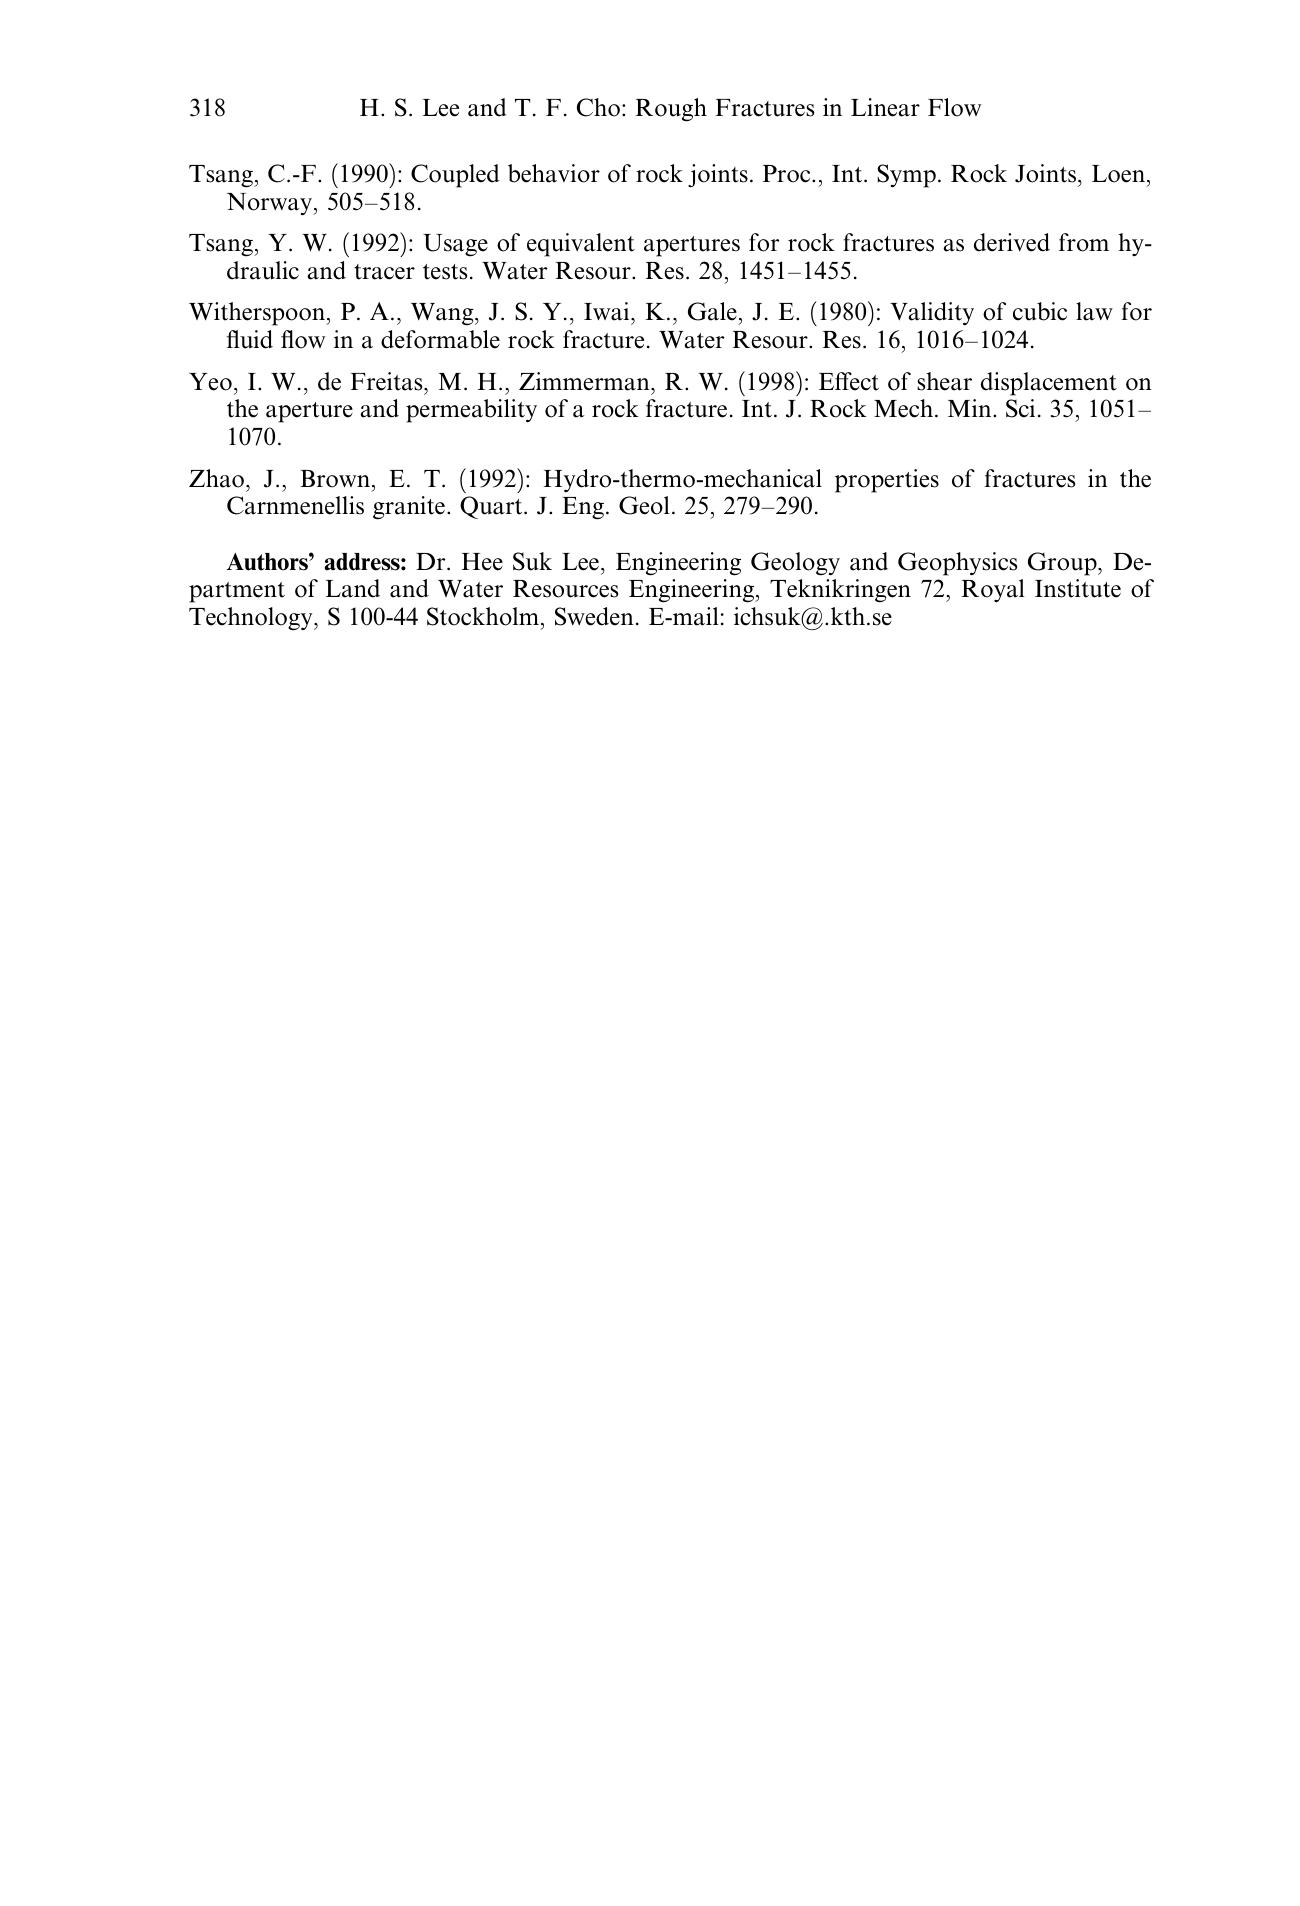 318 H. S. Lee and T. F. Cho: Rough Fractures in Linear Flow
Tsang, C.-F. (1990): Coupled behavior of rock joints. Proc., Int. Symp. Rock Joints, Loen,
Norway, 505–518.
Tsang, Y. W. (1992): Usage of equivalent apertures for rock fractures as derived from hy-
draulic and tracer tests. Water Resour. Res. 28, 1451–1455.
Witherspoon, P. A., Wang, J. S. Y., Iwai, K., Gale, J. E. (1980): Validity of cubic law for
fluid flow in a deformable rock fracture. Water Resour. Res. 16, 1016–1024.
Yeo, I. W., de Freitas, M. H., Zimmerman, R. W. (1998): Effect of shear displacement on
the aperture and permeability of a rock fracture. Int. J. Rock Mech. Min. Sci. 35, 1051–
1070.
Zhao, J., Brown, E. T. (1992): Hydro-thermo-mechanical properties of fractures in the
Carnmenellis granite. Quart. J. Eng. Geol. 25, 279–290.
Authors’ address: Dr. Hee Suk Lee, Engineering Geology and Geophysics Group, De-
partment of Land and Water Resources Engineering, Teknikringen 72, Royal Institute of
Technology, S 100-44 Stockholm, Sweden. E-mail: ichsuk@.kth.se